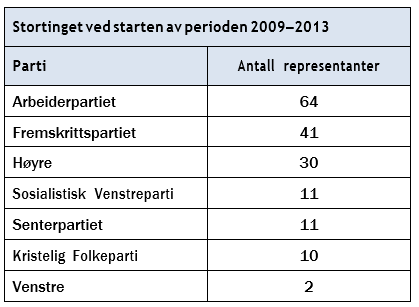 Stortinget ved starten av perioden 2009–2013
Parti Antall representanter
Arbeiderpartiet 64
Fremskrittspartiet 41
Høyre 30
Sosialistisk Venstreparti 11
Senterpartiet 11
Kristelig Folkeparti 10
Venstre 2